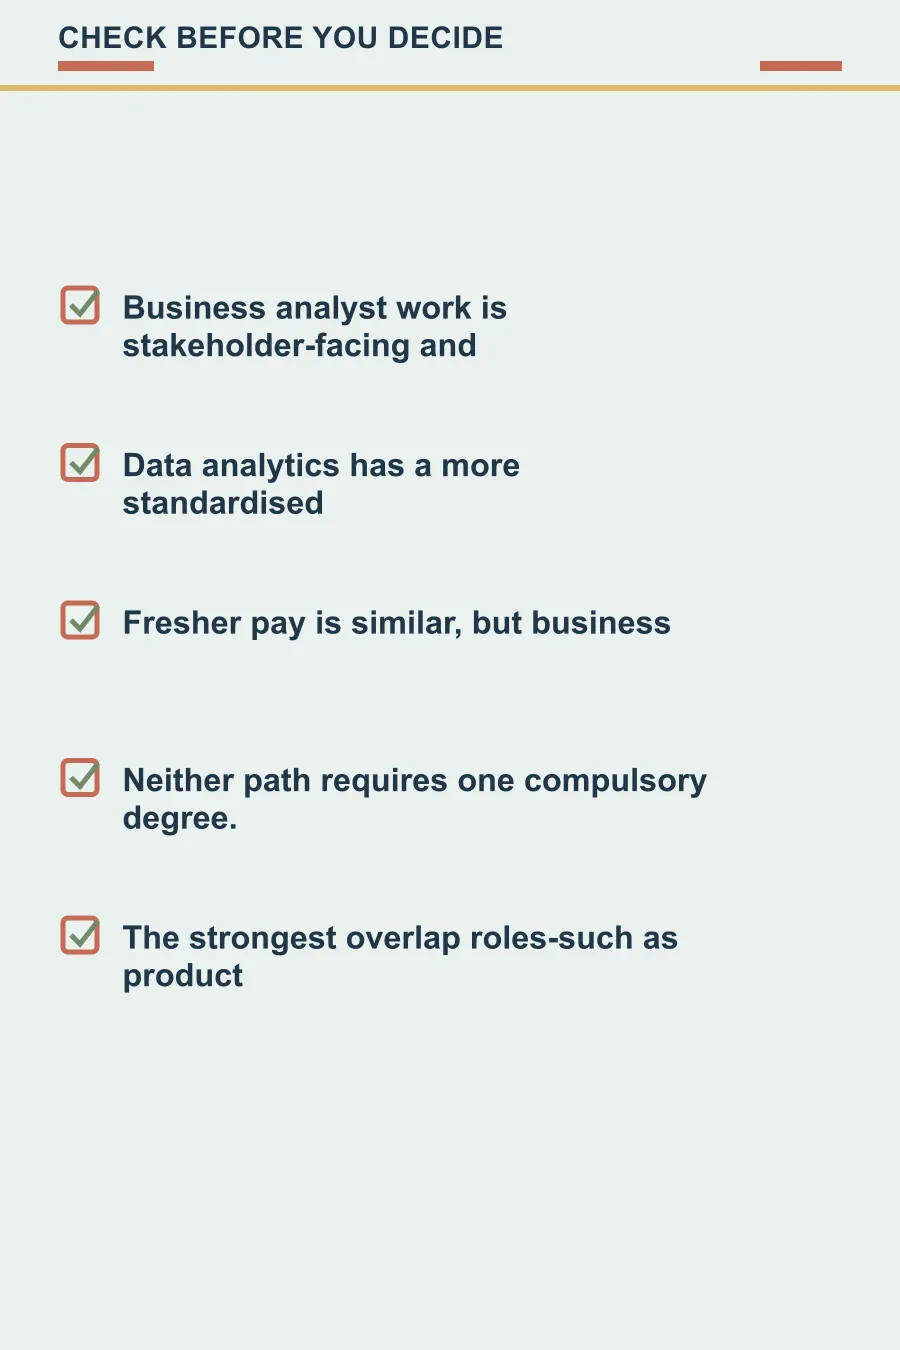 CHECK BEFORE YOU DECIDE
Business analyst work is
stakeholder-facing and
Data analytics has a more
standardised
Fresher pay is similar, but business
Neither path requires one compulsory
degree.
The strongest overlap roles-such as
product